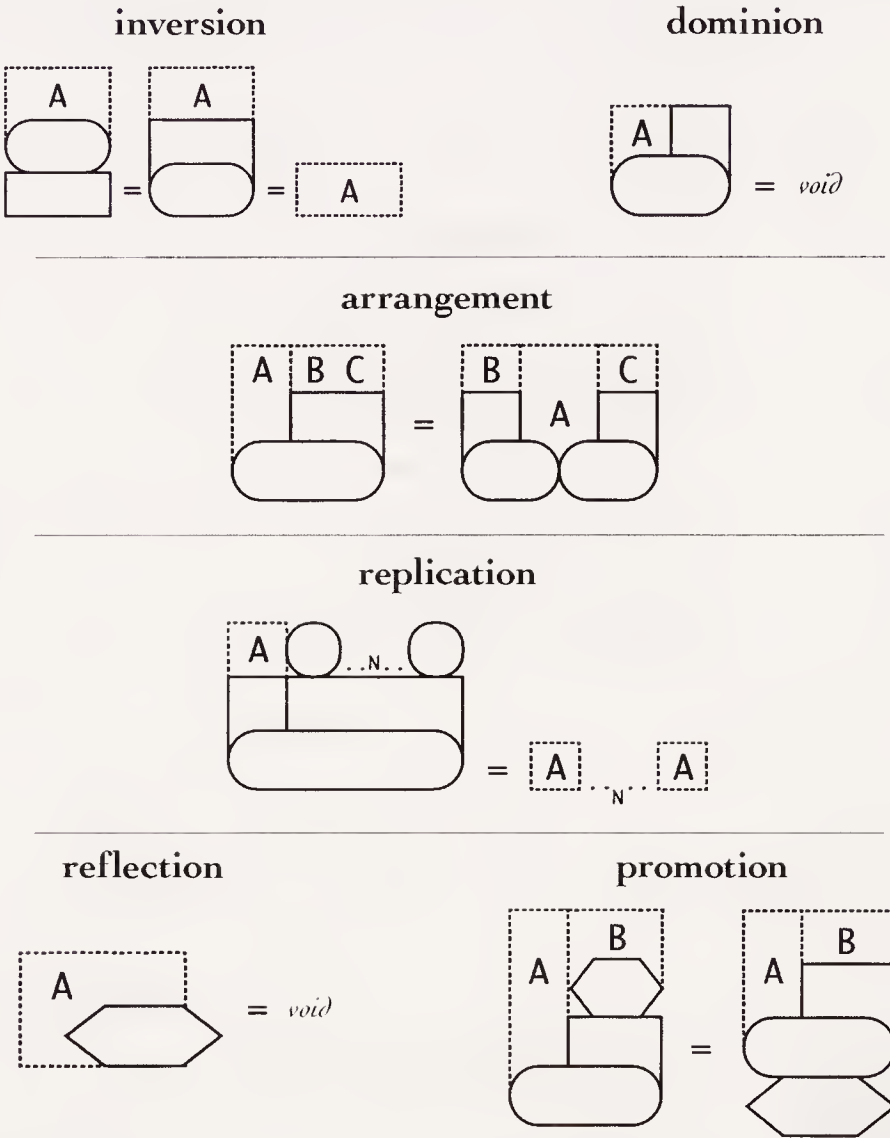 inversion
dominion
A
A
= = A
A
= void
arrangement
A B C = B A C
replication
A ..N..
= A ..N.. A
reflection
promotion
A
= void
A B = A B